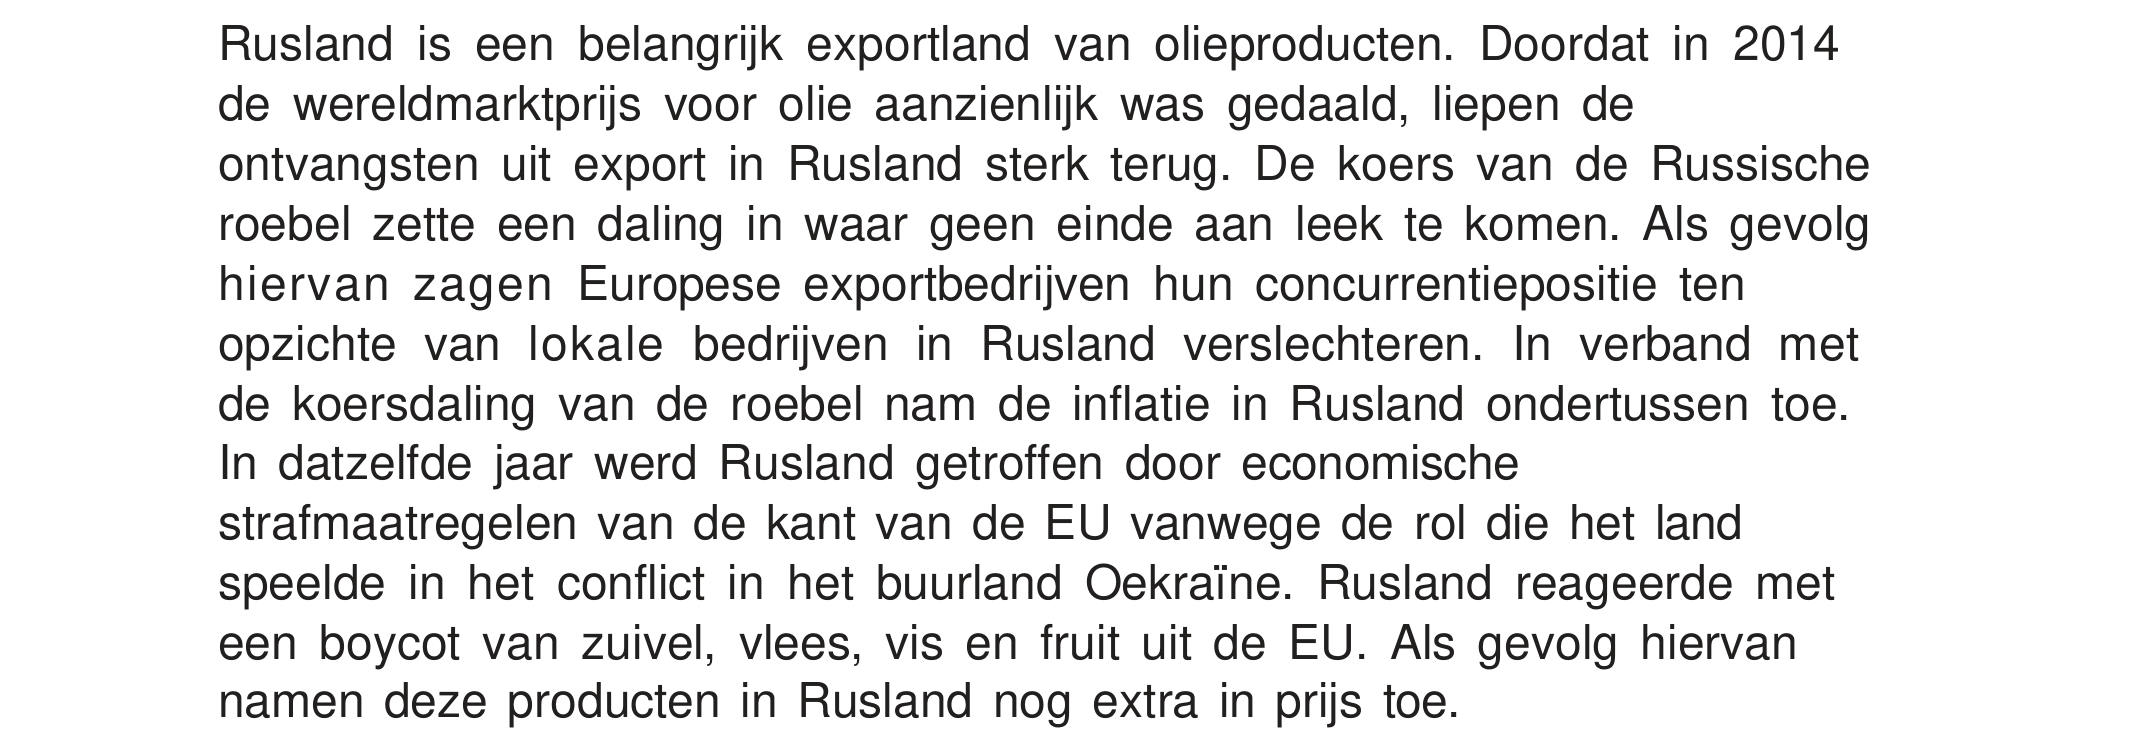 Rusland is een belangrijk exportland van olieproducten. Doordat in 2014
de wereldmarktprijs voor olie aanzienlijk was gedaald, liepen de
ontvangsten uit export in Rusland sterk terug. De koers van de Russische
roebel zette een daling in waar geen einde aan leek te komen. Als gevolg
hiervan zagen Europese exportbedrijven hun concurrentiepositie ten
opzichte van lokale bedrijven in Rusland verslechteren. In verband met
de koersdaling van de roebel nam de inflatie in Rusland ondertussen toe.
In datzelfde jaar werd Rusland getroffen door economische
strafmaatregelen van de kant van de EU vanwege de rol die het land
speelde in het conflict in het buurland Oekraïne. Rusland reageerde met
een boycot van zuivel, vlees, vis en fruit uit de EU. Als gevolg hiervan
namen deze producten in Rusland nog extra in prijs toe.